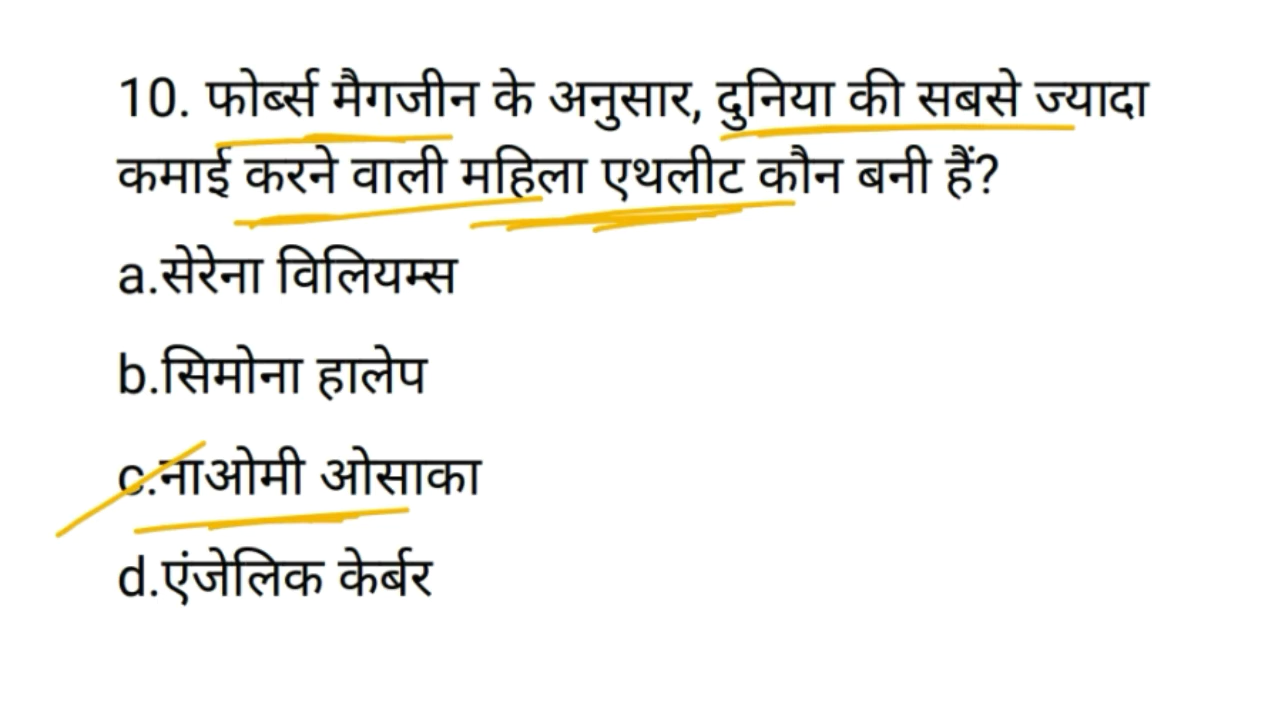 10. फोर्ब्स मैगजीन के अनुसार, दुनिया की सबसे ज्यादा
कमाई करने वाली महिला एथलीट कौन बनी हैं?
a.सेरेना विलियम्स
b.सिमोना हालेप
c.नाओमी ओसाका
d.एंजेलिक केर्बर